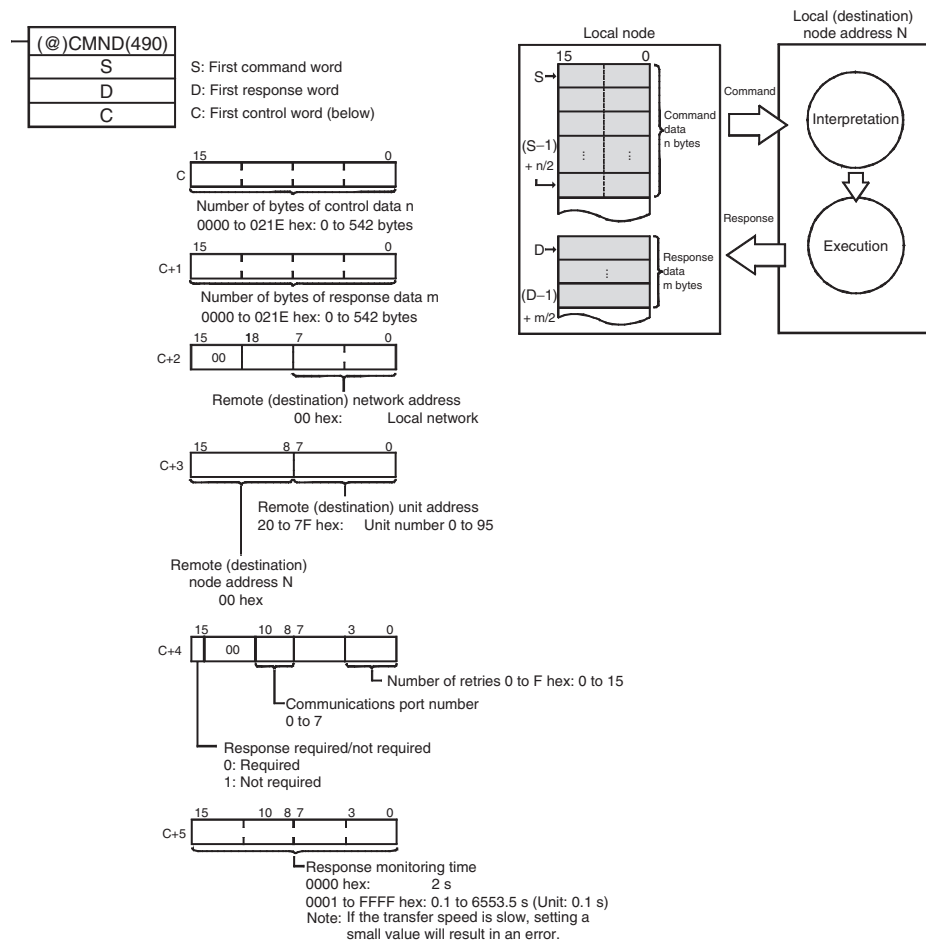 (@)CMND(490)
S
D
C
S: First command word
D: First response word
C: First control word (below)
Local node
15 0
S
(S−1)
+ n/2
Command
data
n bytes
D
(D−1)
+ m/2
Response
data
m bytes
Command
Response
Local (destination)
node address N
Interpretation
Execution
15 0
C
Number of bytes of control data n
0000 to 021E hex: 0 to 542 bytes
15 0
C+1
Number of bytes of response data m
0000 to 021E hex: 0 to 542 bytes
15 18 7 0
C+2 00
Remote (destination) network address
00 hex: Local network
15 8 7 0
C+3
Remote (destination) unit address
20 to 7F hex: Unit number 0 to 95
Remote (destination)
node address N
00 hex
15 10 8 7 3 0
C+4 00
Number of retries 0 to F hex: 0 to 15
Communications port number
0 to 7
Response required/not required
0: Required
1: Not required
15 10 8 7 3 0
C+5
Response monitoring time
0000 hex: 2 s
0001 to FFFF hex: 0.1 to 6553.5 s (Unit: 0.1 s)
Note: If the transfer speed is slow, setting a
small value will result in an error.